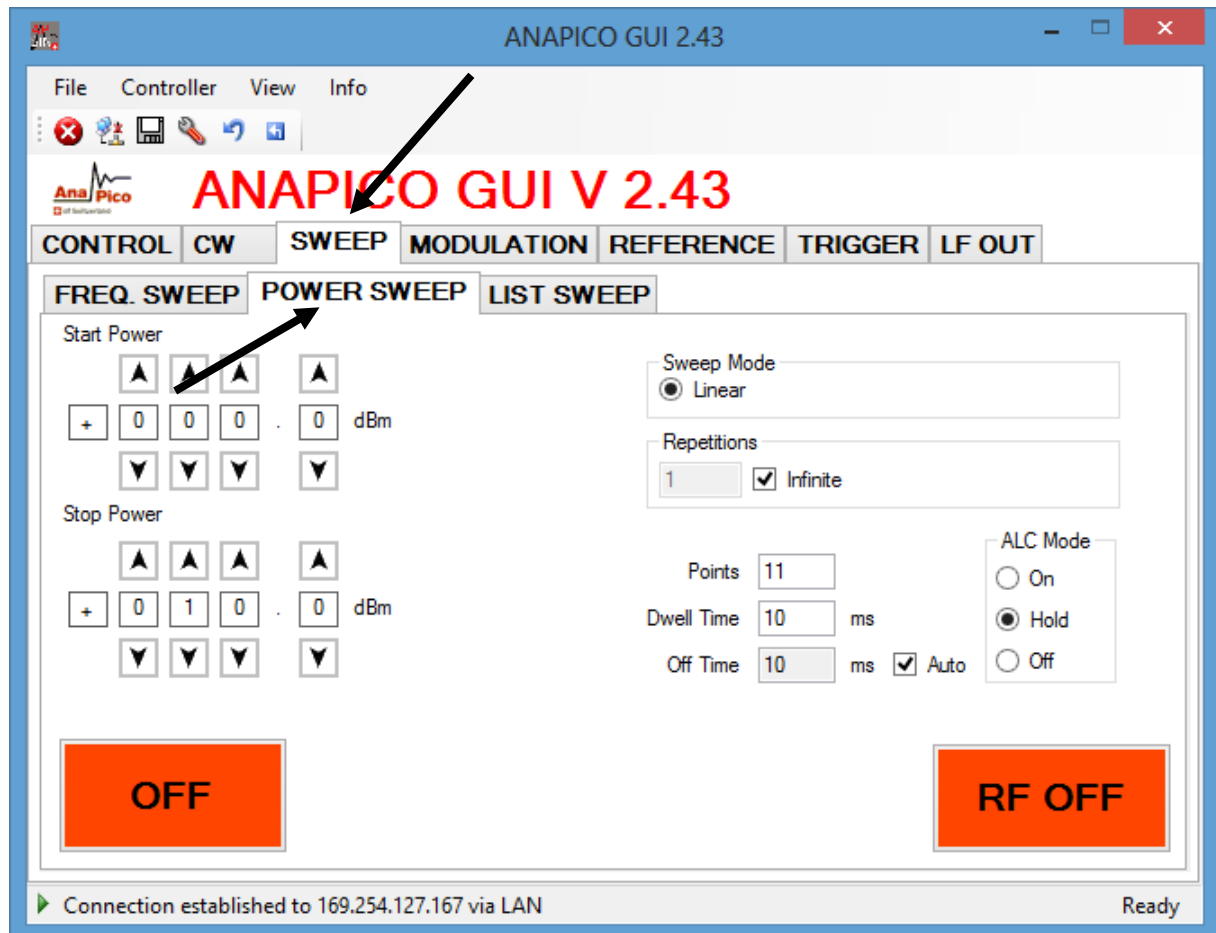 ANAPICO GUI 2.43
File Controller View Info
Ana Pico
ANAPICO GUI V 2.43
CONTROL CW SWEEP MODULATION REFERENCE TRIGGER LF OUT
FREQ. SWEEP POWER SWEEP LIST SWEEP
Start Power
+ 0 0 0 . 0 dBm
Stop Power
+ 0 1 0 . 0 dBm
Sweep Mode
Linear
Repetitions
1 Infinite
Points 11
Dwell Time 10 ms
Off Time 10 ms Auto
ALC Mode
On
Hold
Off
OFF
RF OFF
Connection established to 169.254.127.167 via LAN Ready